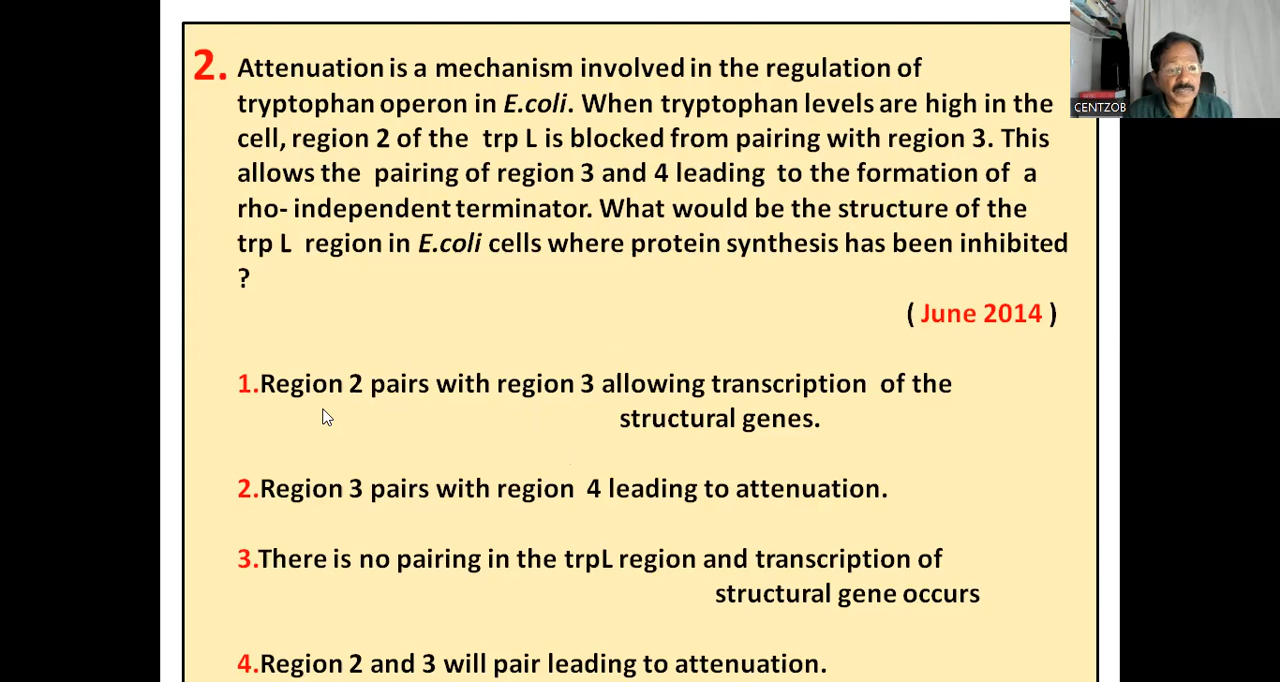 2. Attenuation is a mechanism involved in the regulation of
tryptophan operon in E.coli. When tryptophan levels are high in the
cell, region 2 of the trp L is blocked from pairing with region 3. This
allows the pairing of region 3 and 4 leading to the formation of a
rho- independent terminator. What would be the structure of the
trp L region in E.coli cells where protein synthesis has been inhibited
?
( June 2014 )
1.Region 2 pairs with region 3 allowing transcription of the
structural genes.
2.Region 3 pairs with region 4 leading to attenuation.
3.There is no pairing in the trpL region and transcription of
structural gene occurs
4.Region 2 and 3 will pair leading to attenuation.
CENTZOB